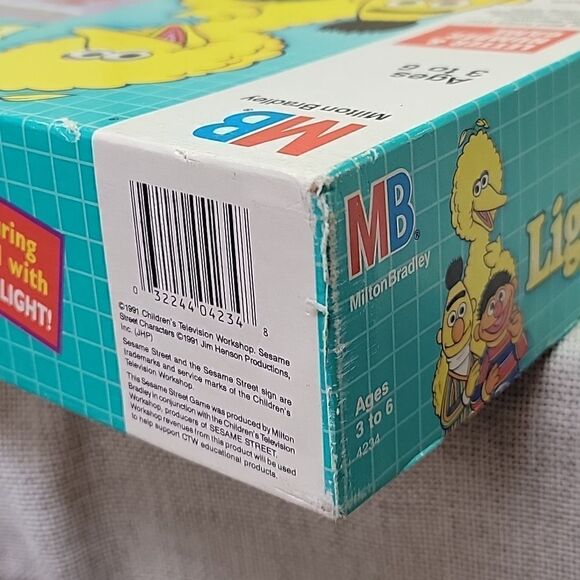 Ages
3 to 6
MB®
Milton Bradley
with
LIGHT!
0 32244 04234 8
©1991 Children's Television Workshop. Sesame
Street Characters ©1991 Jim Henson Productions,
Inc. (JHP)
Sesame Street and the Sesame Street sign are
trademarks and service marks of the Children's
Television Workshop.
This Sesame Street Game was produced by Milton
Bradley in conjunction with the Children's Television
Workshop, producers of SESAME STREET.
Workshop revenues from this product will be used
to help support CTW educational products.
MB®
Milton Bradley
Ages
3 to 6
4234